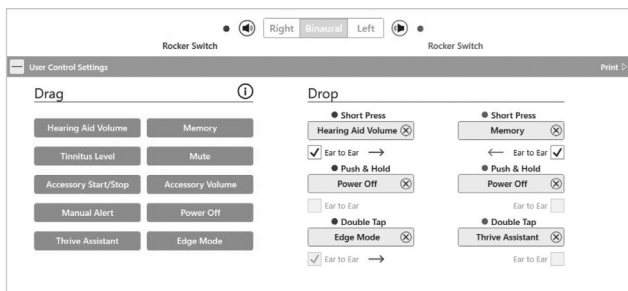 Right Binaural Left
Rocker Switch Rocker Switch
User Control Settings Print
Drag Drop
Short Press Short Press
Hearing Aid Volume Memory Hearing Aid Volume Memory
Ear to Ear Ear to Ear
Tinnitus Level Mute
Push & Hold Push & Hold
Accessory Start/Stop Accessory Volume Power Off Power Off
Ear to Ear Ear to Ear
Manual Alert Power Off
Double Tap Double Tap
Thrive Assistant Edge Mode Edge Mode Thrive Assistant
Ear to Ear Ear to Ear